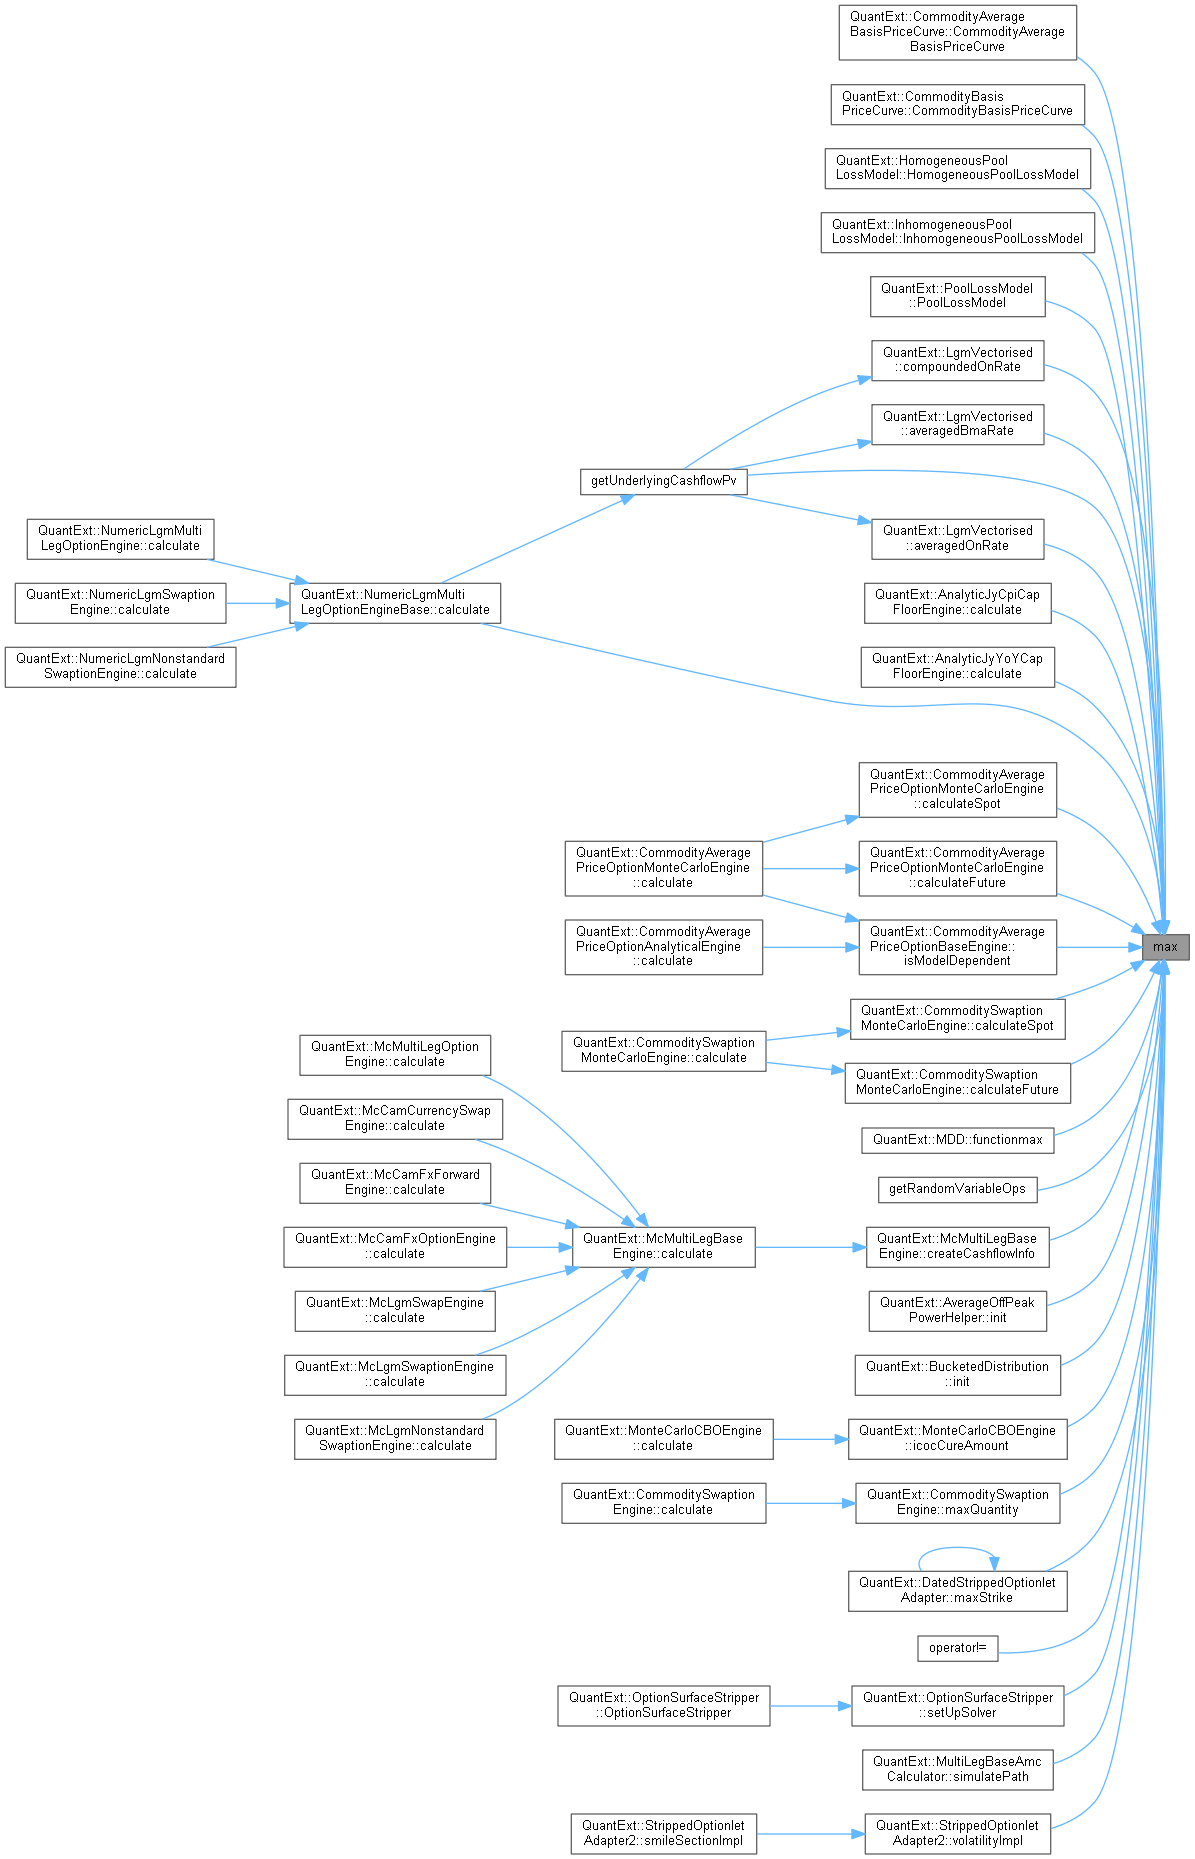 QuantExt::CommodityAverage
BasisPriceCurve::CommodityAverage
BasisPriceCurve
QuantExt::CommodityBasis
PriceCurve::CommodityBasisPriceCurve
QuantExt::HomogeneousPool
LossModel::HomogeneousPoolLossModel
QuantExt::InhomogeneousPool
LossModel::InhomogeneousPoolLossModel
QuantExt::PoolLossModel
::PoolLossModel
QuantExt::LgmVectorised
::compoundedOnRate
QuantExt::LgmVectorised
::averagedBmaRate
getUnderlyingCashflowPv
QuantExt::LgmVectorised
::averagedOnRate
QuantExt::NumericLgmMulti
LegOptionEngine::calculate
QuantExt::NumericLgmSwaption
Engine::calculate
QuantExt::NumericLgmNonstandard
SwaptionEngine::calculate
QuantExt::NumericLgmMulti
LegOptionEngineBase::calculate
QuantExt::AnalyticJyCpiCap
FloorEngine::calculate
QuantExt::AnalyticJyYoYCap
FloorEngine::calculate
QuantExt::CommodityAverage
PriceOptionMonteCarloEngine
::calculateSpot
QuantExt::CommodityAverage
PriceOptionMonteCarloEngine
::calculate
QuantExt::CommodityAverage
PriceOptionMonteCarloEngine
::calculateFuture
QuantExt::CommodityAverage
PriceOptionAnalyticalEngine
::calculate
QuantExt::CommodityAverage
PriceOptionBaseEngine::
isModelDependent
max
QuantExt::CommoditySwaption
MonteCarloEngine::calculateSpot
QuantExt::CommoditySwaption
MonteCarloEngine::calculate
QuantExt::CommoditySwaption
MonteCarloEngine::calculateFuture
QuantExt::MDD::functionmax
getRandomVariableOps
QuantExt::McMultiLegOption
Engine::calculate
QuantExt::McCamCurrencySwap
Engine::calculate
QuantExt::McCamFxForward
Engine::calculate
QuantExt::McCamFxOptionEngine
::calculate
QuantExt::McLgmSwapEngine
::calculate
QuantExt::McLgmSwaptionEngine
::calculate
QuantExt::McLgmNonstandard
SwaptionEngine::calculate
QuantExt::McMultiLegBase
Engine::calculate
QuantExt::McMultiLegBase
Engine::createCashflowInfo
QuantExt::AverageOffPeak
PowerHelper::init
QuantExt::BucketedDistribution
::init
QuantExt::MonteCarloCBOEngine
::calculate
QuantExt::MonteCarloCBOEngine
::icocCureAmount
QuantExt::CommoditySwaption
Engine::calculate
QuantExt::CommoditySwaption
Engine::maxQuantity
QuantExt::DatedStrippedOptionlet
Adapter::maxStrike
operator!=
QuantExt::OptionSurfaceStripper
::OptionSurfaceStripper
QuantExt::OptionSurfaceStripper
::setUpSolver
QuantExt::MultiLegBaseAmc
Calculator::simulatePath
QuantExt::StrippedOptionlet
Adapter2::smileSectionImpl
QuantExt::StrippedOptionlet
Adapter2::volatilityImpl